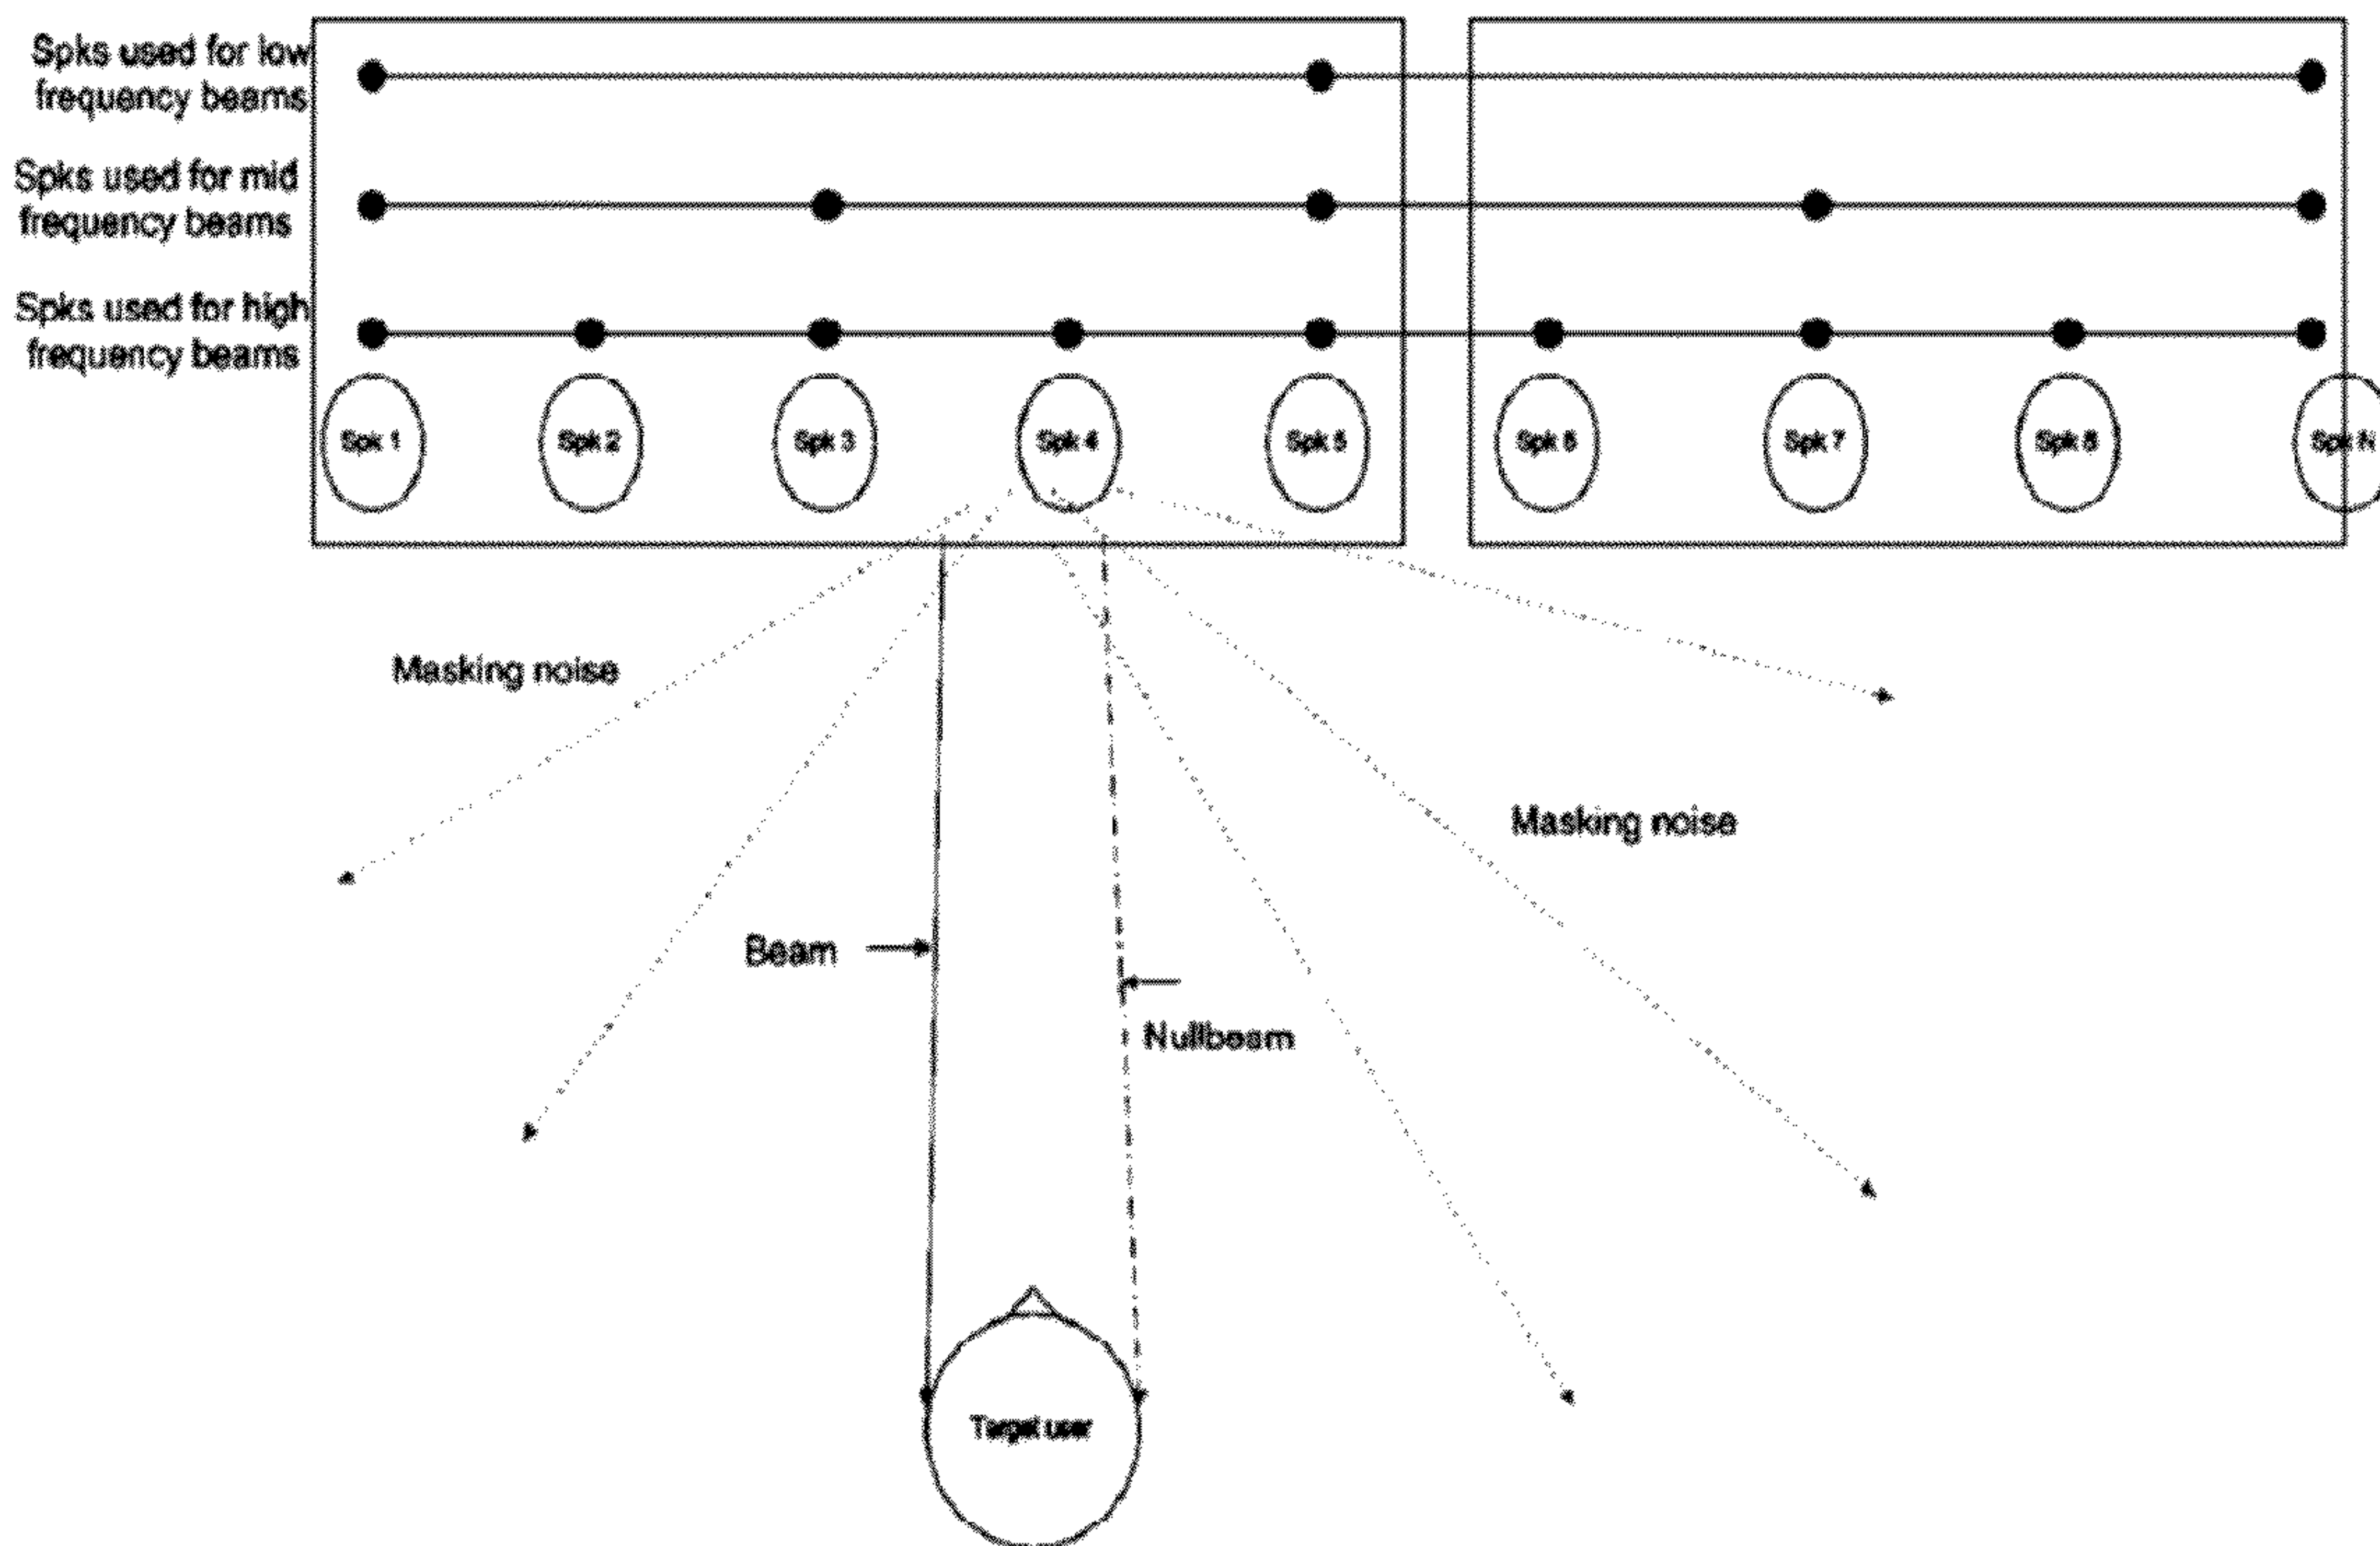 Spks used for low
frequency beams
Spks used for mid
frequency beams
Spks used for high
frequency beams
Spk 1
Spk 2
Spk 3
Spk 4
Spk 5
Spk 6
Spk 7
Spk 8
Spk N
Masking noise
Masking noise
Beam
Nullbeam
Target user